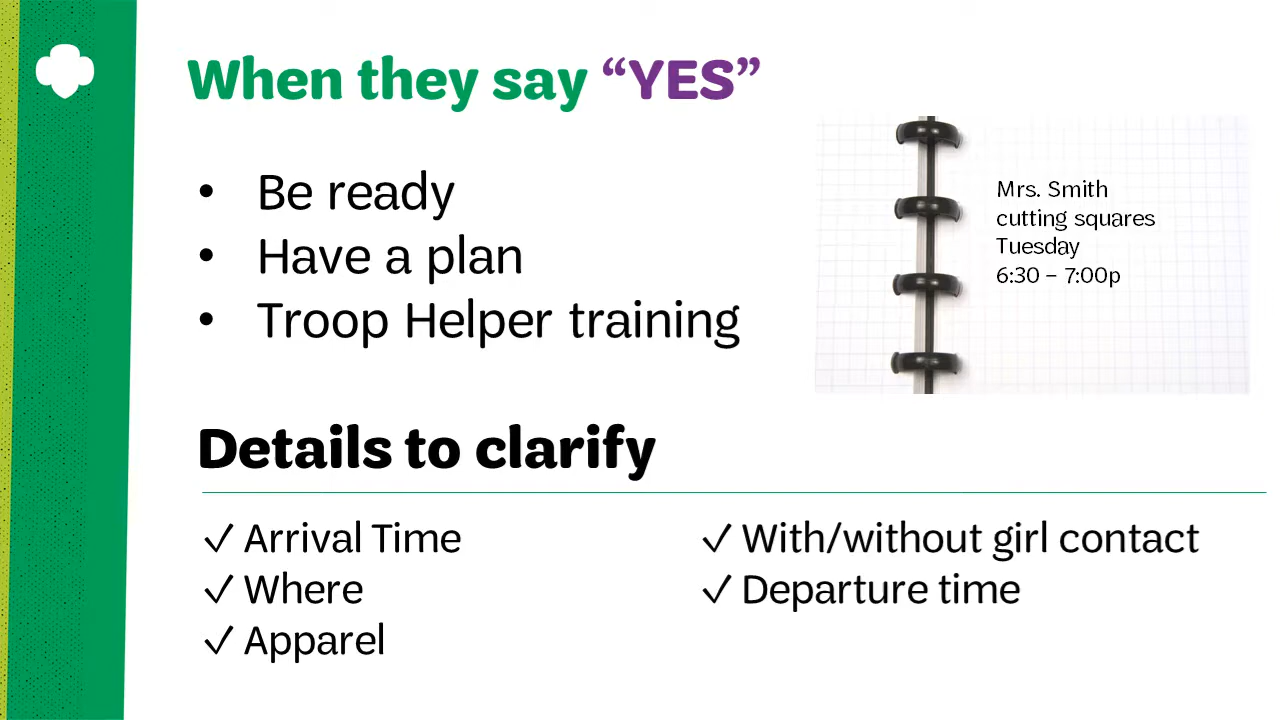 When they say “YES”
• Be ready
• Have a plan
• Troop Helper training
Mrs. Smith
cutting squares
Tuesday
6:30 – 7:00p
Details to clarify
✓ Arrival Time
✓ Where
✓ Apparel
✓ With/without girl contact
✓ Departure time